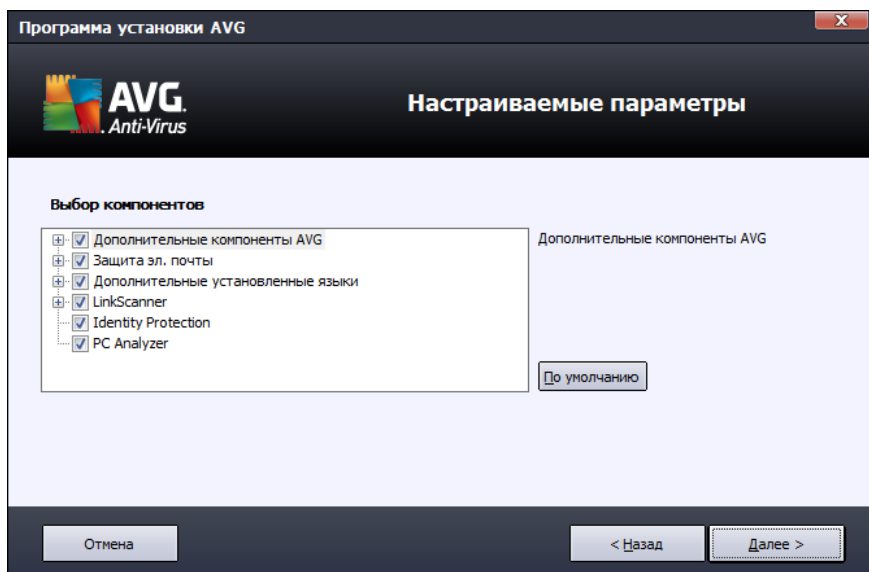 Программа установки AVG
AVG.
Anti-Virus
Настраиваемые параметры
Выбор компонентов
Дополнительные компоненты AVG
Защита эл. почты
Дополнительные установленные языки
LinkScanner
Identity Protection
PC Analyzer
Дополнительные компоненты AVG
По умолчанию
Отмена
< Назад
Далее >